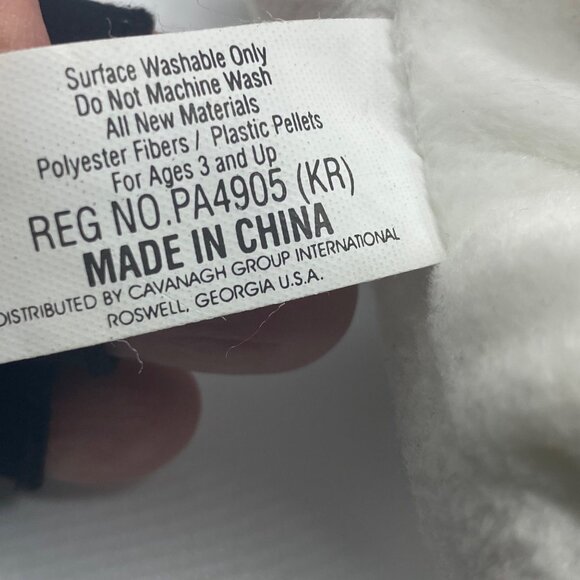 Surface Washable Only
Do Not Machine Wash
All New Materials
Polyester Fibers / Plastic Pellets
For Ages 3 and Up
REG NO.PA4905 (KR)
MADE IN CHINA
DISTRIBUTED BY CAVANAGH GROUP INTERNATIONAL
ROSWELL, GEORGIA U.S.A.